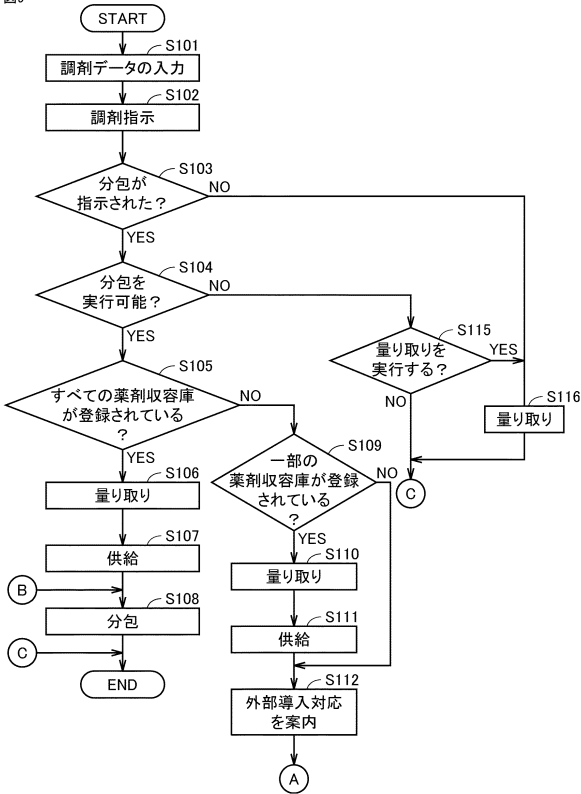 START
S101
調剤データの入力
S102
調剤指示
S103
分包が
指示された？
NO
YES
S104
分包を
実行可能？
NO
YES
S115
量り取りを
実行する？
YES
NO
S116
量り取り
C
S105
すべての薬剤収容庫
が登録されている
？
NO
YES
S109
一部の
薬剤収容庫が登録
されている
？
NO
YES
S106
量り取り
S107
供給
B
S108
分包
C
END
S110
量り取り
S111
供給
S112
外部導入対応
を案内
A